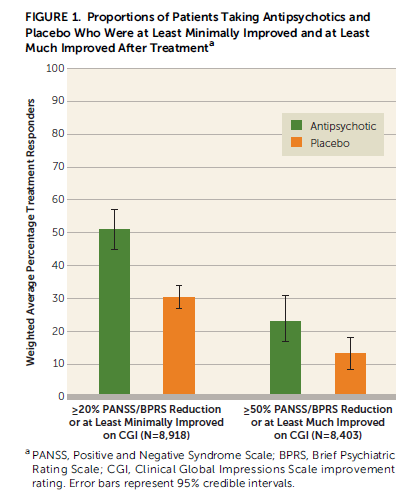 FIGURE 1. Proportions of Patients Taking Antipsychotics and
Placebo Who Were at Least Minimally Improved and at Least
Much Improved After Treatmentᵃ
Weighted Average Percentage Treatment Responders
100
90
80
70
60
50
40
30
20
10
0
Antipsychotic
Placebo
≥20% PANSS/BPRS Reduction
or at Least Minimally Improved
on CGI (N=8,918)
≥50% PANSS/BPRS Reduction
or at Least Much Improved
on CGI (N=8,403)
ᵃ PANSS, Positive and Negative Syndrome Scale; BPRS, Brief Psychiatric
Rating Scale; CGI, Clinical Global Impressions Scale improvement
rating. Error bars represent 95% credible intervals.